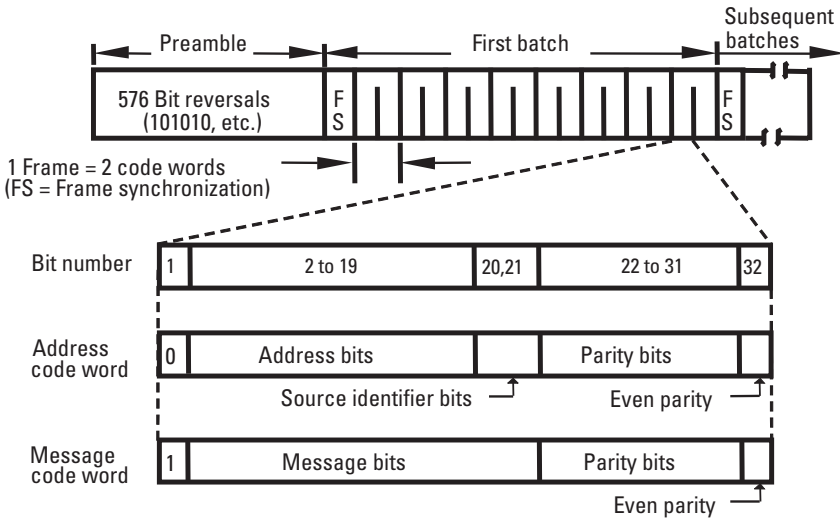 Preamble
First batch
Subsequent
batches
576 Bit reversals
(101010, etc.)
F
S
F
S
1 Frame = 2 code words
(FS = Frame synchronization)
Bit number
1
2 to 19
20,21
22 to 31
32
Address
code word
0
Address bits
Parity bits
Source identifier bits
Even parity
Message
code word
1
Message bits
Parity bits
Even parity